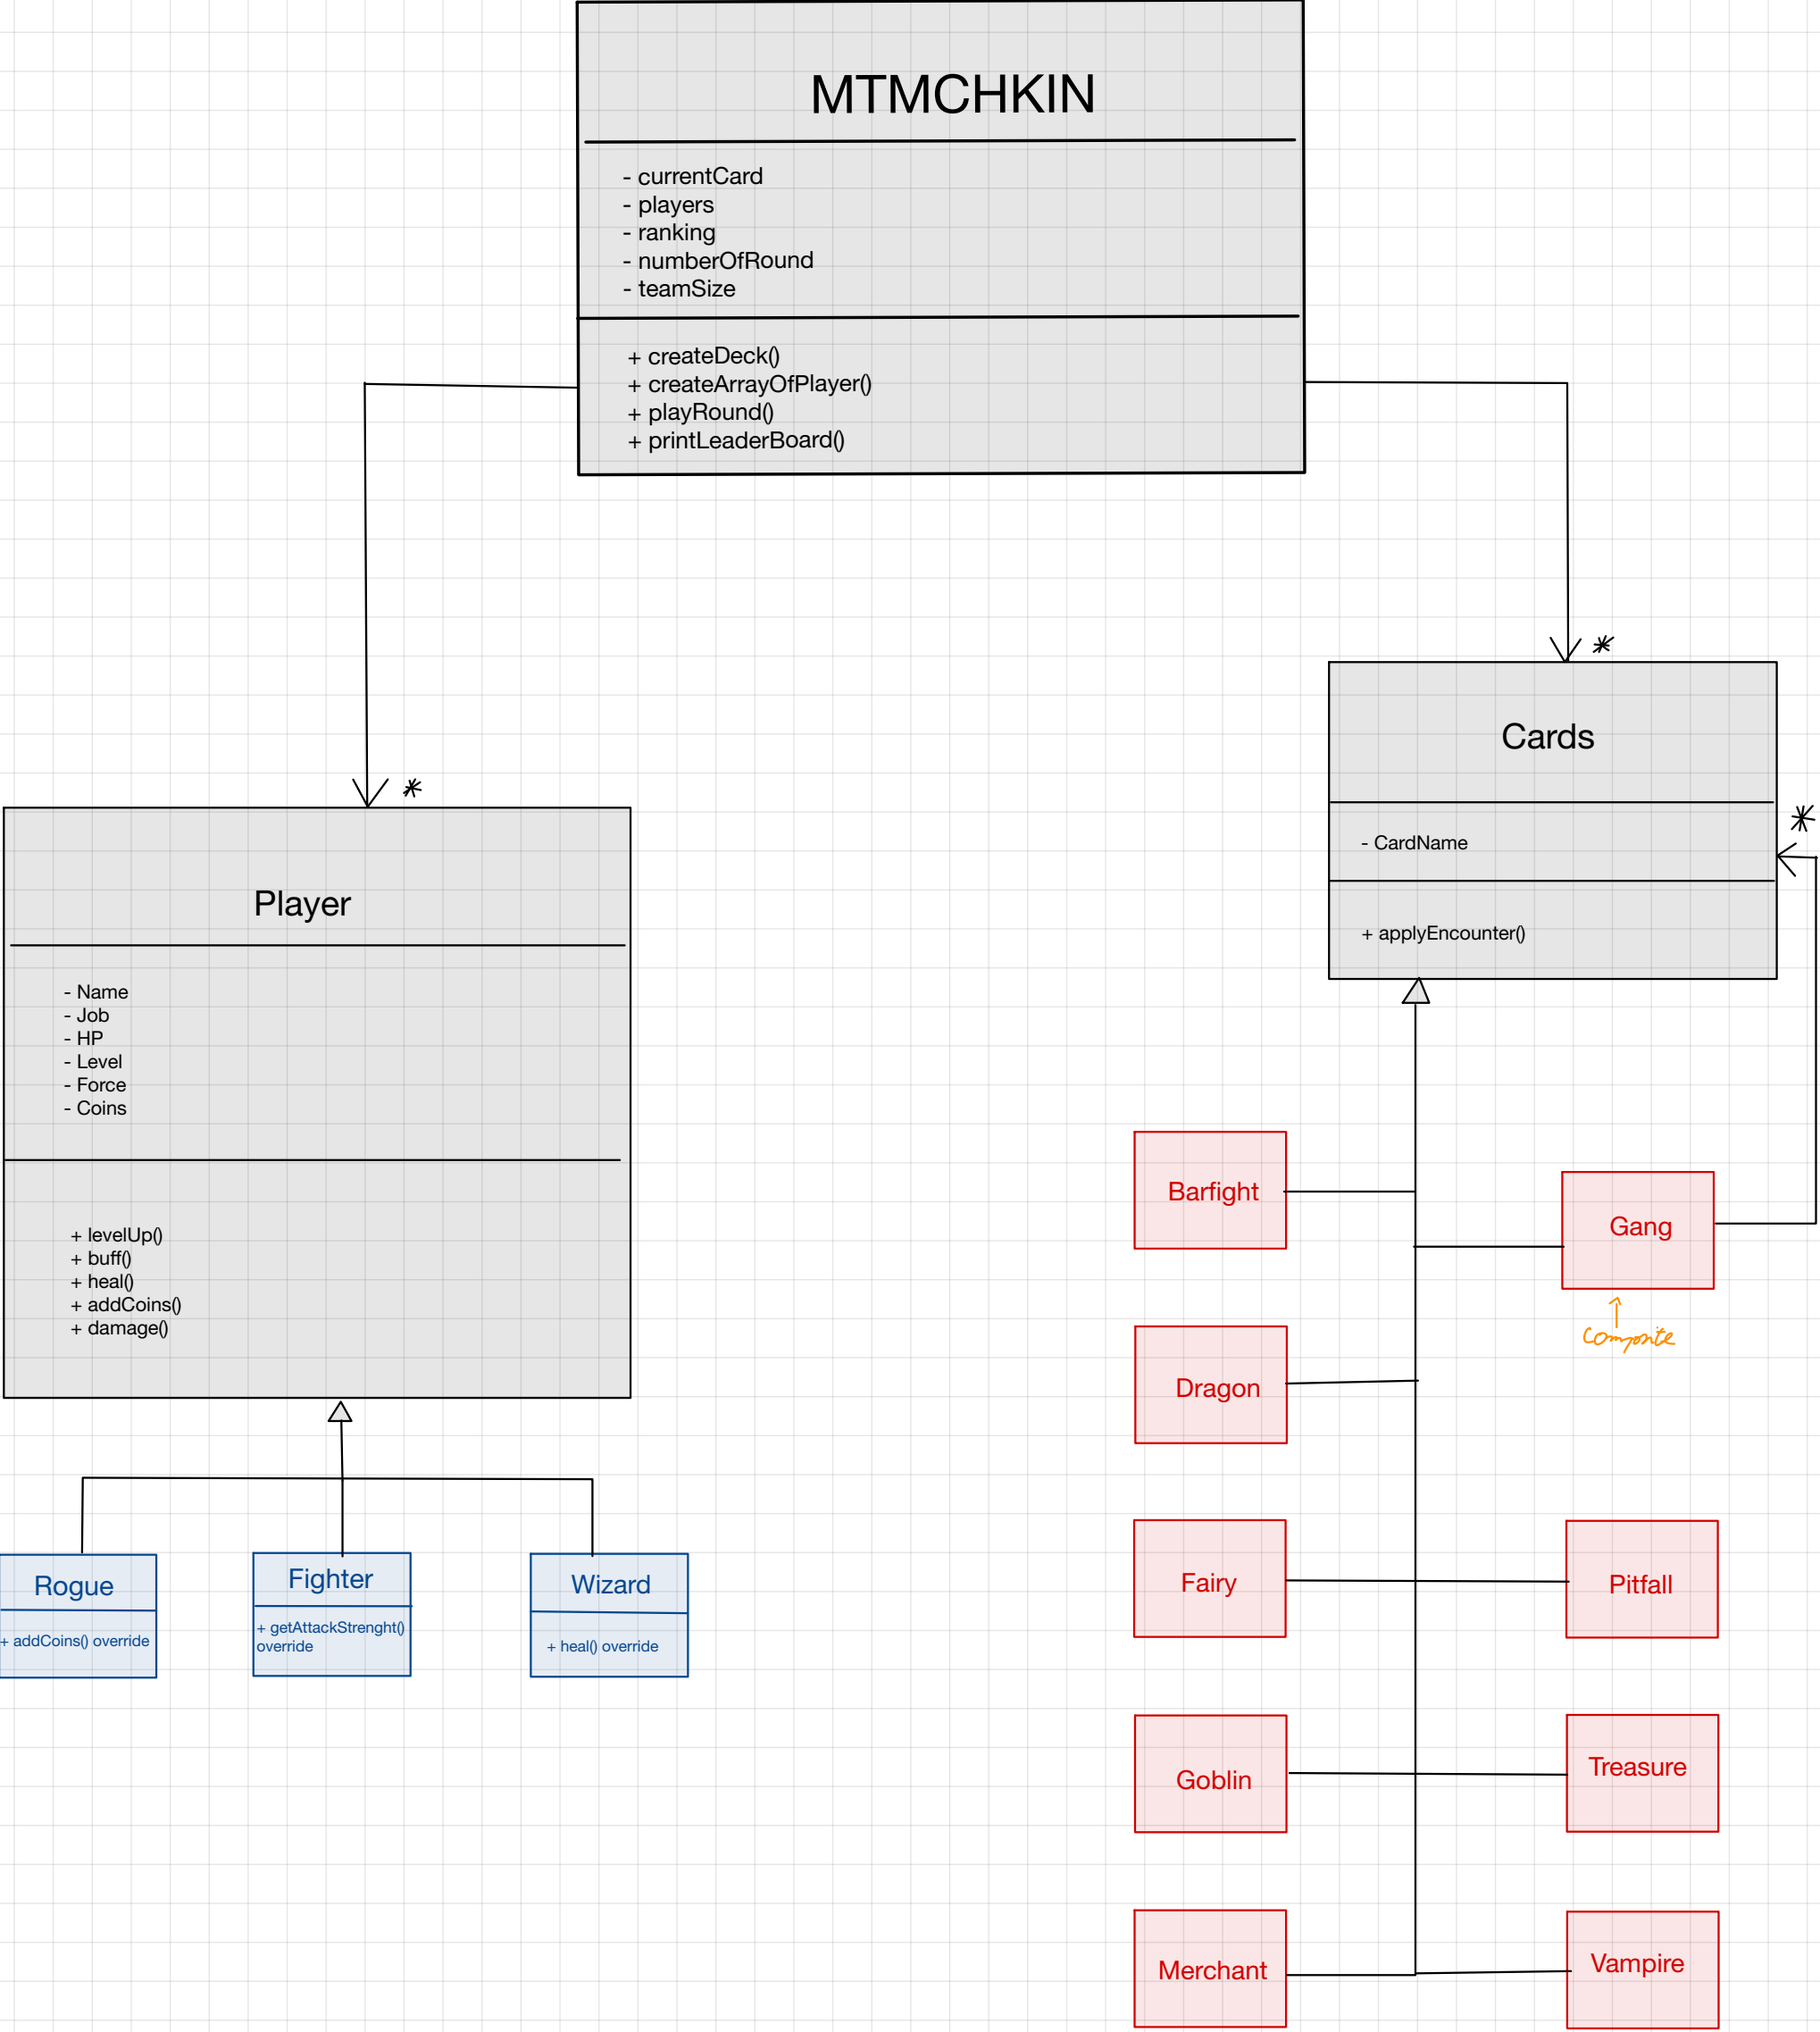 MTMCHKIN
- currentCard
- players
- ranking
- numberOfRound
- teamSize
+ createDeck()
+ createArrayOfPlayer()
+ playRound()
+ printLeaderBoard()
*
*
Cards
*
- CardName
+ applyEncounter()
Player
- Name
- Job
- HP
- Level
- Force
- Coins
+ levelUp()
+ buff()
+ heal()
+ addCoins()
+ damage()
Rogue
+ addCoins() override
Fighter
+ getAttackStrenght()
override
Wizard
+ heal() override
Barfight
Gang
Composite
Dragon
Fairy
Pitfall
Goblin
Treasure
Merchant
Vampire